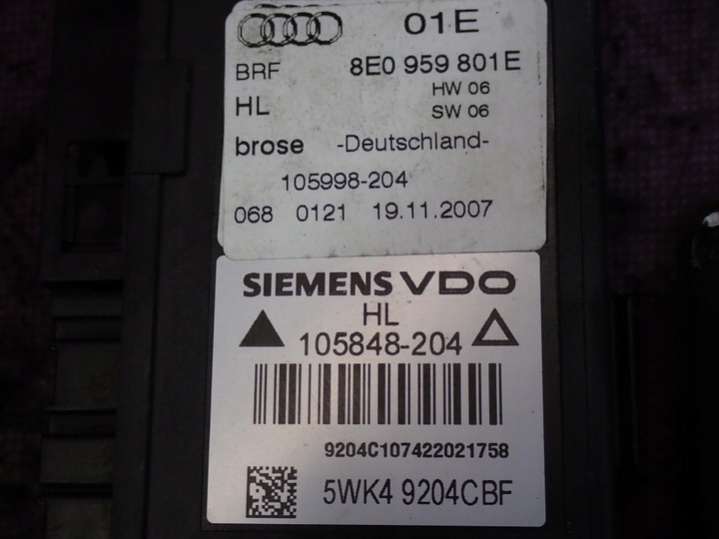 01E
BRF 8E0 959 801E
HL HW 06
SW 06
brose -Deutschland-
105998-204
068 0121 19.11.2007
SIEMENS VDO
HL
105848-204
9204C107422021758
5WK4 9204CBF